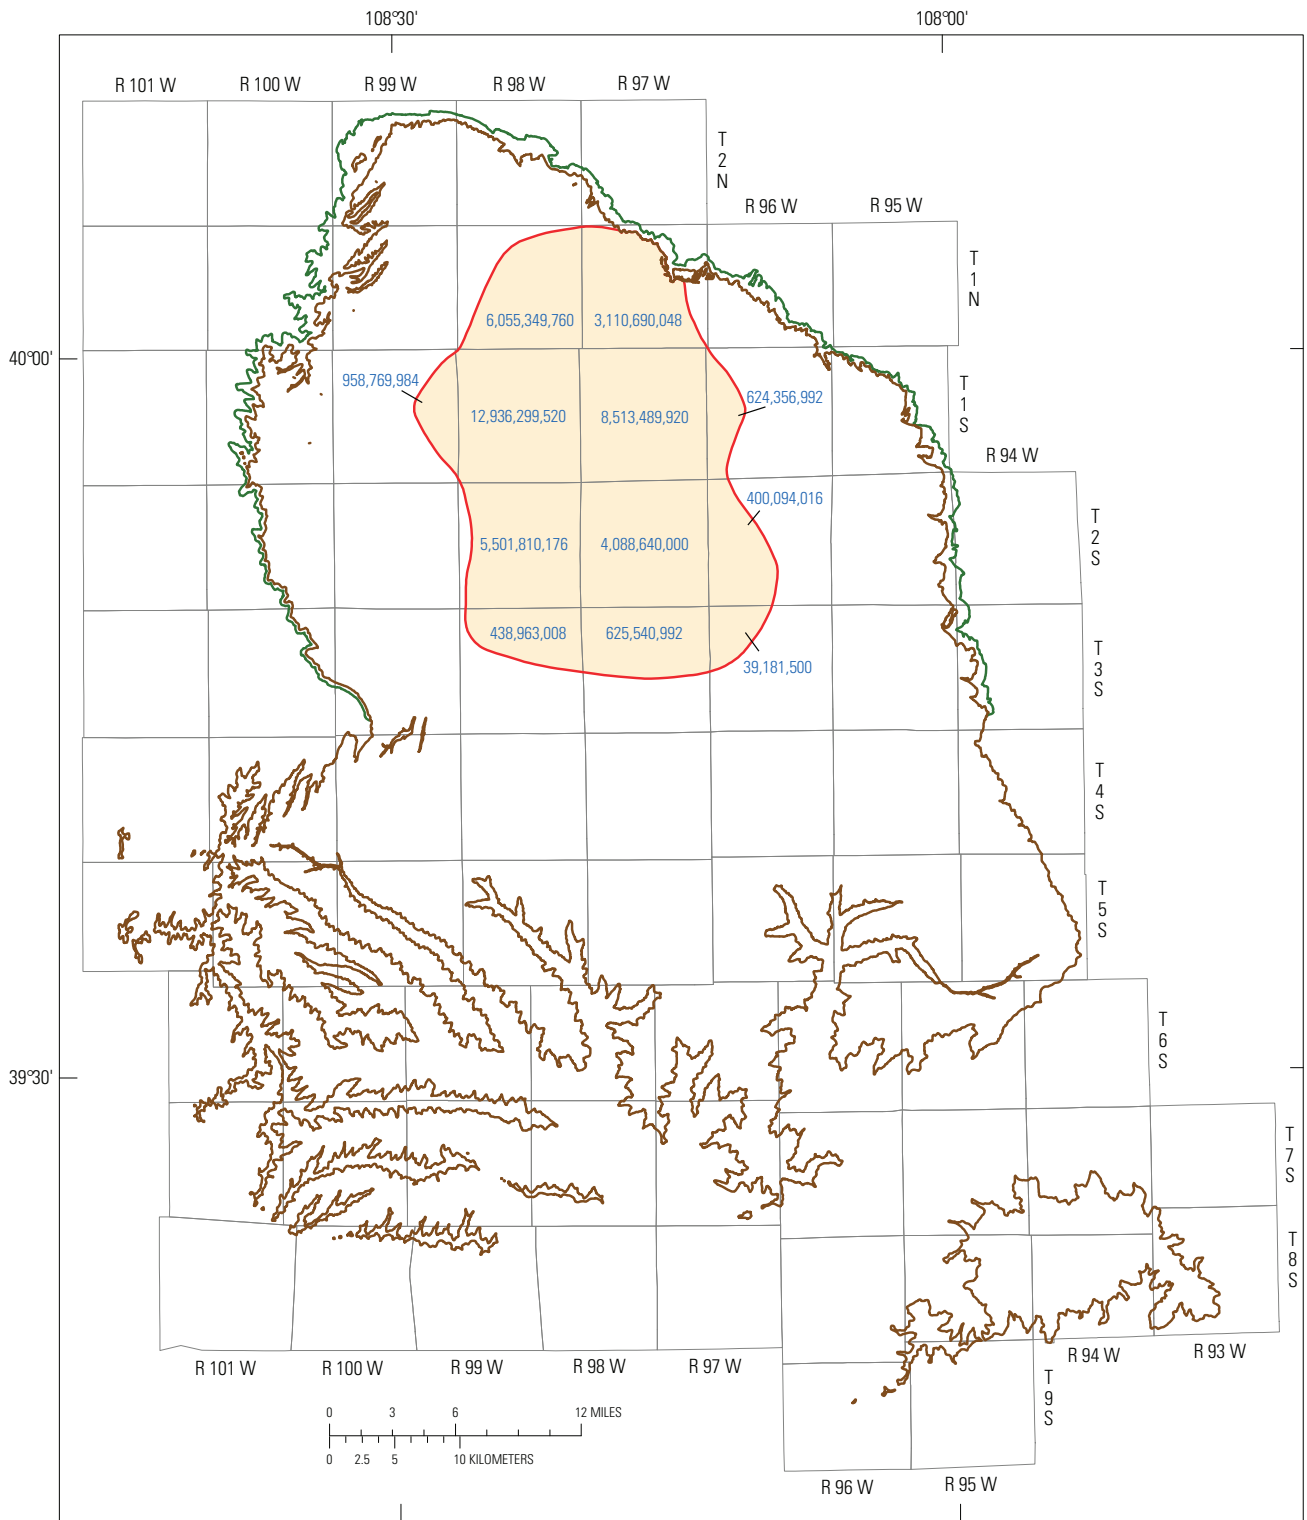 108°30' 108°00'
R 101 W R 100 W R 99 W R 98 W R 97 W
T
2
N
R 96 W R 95 W
T
1
N
6,055,349,760 3,110,690,048
40°00'
958,769,984
12,936,299,520 8,513,489,920
624,356,992
T
1
S
R 94 W
400,094,016
T
2
S
5,501,810,176 4,088,640,000
438,963,008 625,540,992
39,181,500
T
3
S
T
4
S
T
5
S
T
6
S
39°30'
T
7
S
T
8
S
R 101 W R 100 W R 99 W R 98 W R 97 W
R 94 W R 93 W
T
9
S
0 3 6 12 MILES
0 2.5 5 10 KILOMETERS
R 96 W R 95 W